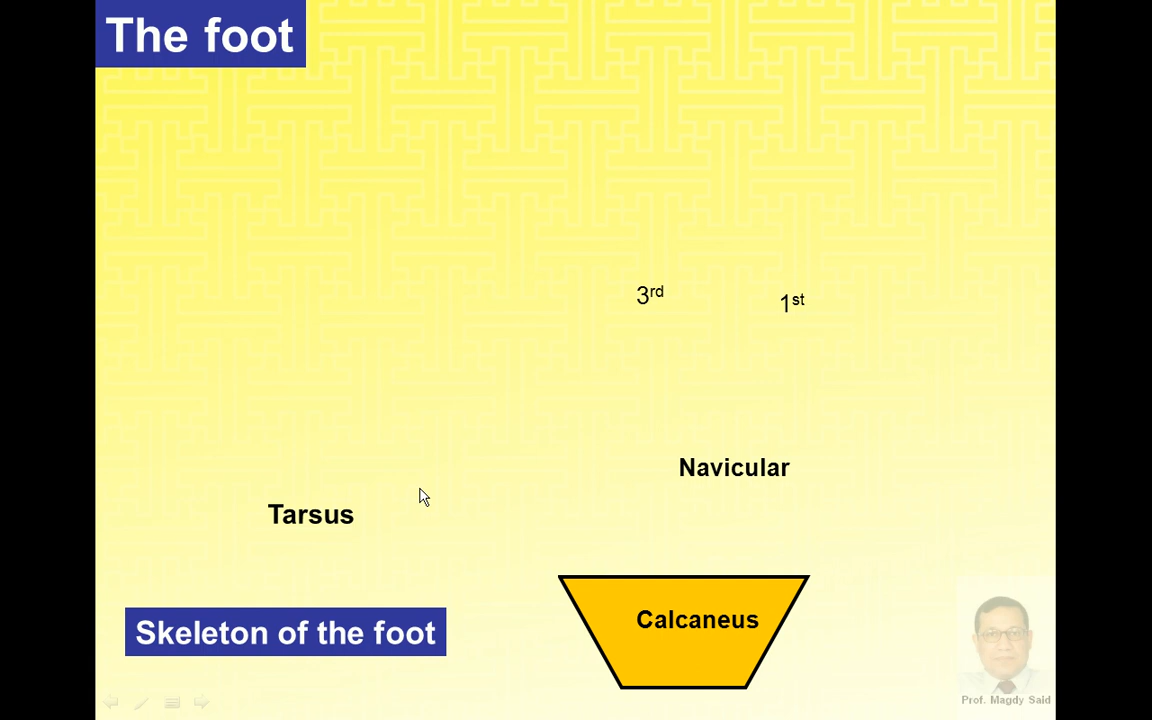 The foot
3rd
1st
Navicular
Tarsus
Calcaneus
Skeleton of the foot
Prof. Magdy Said